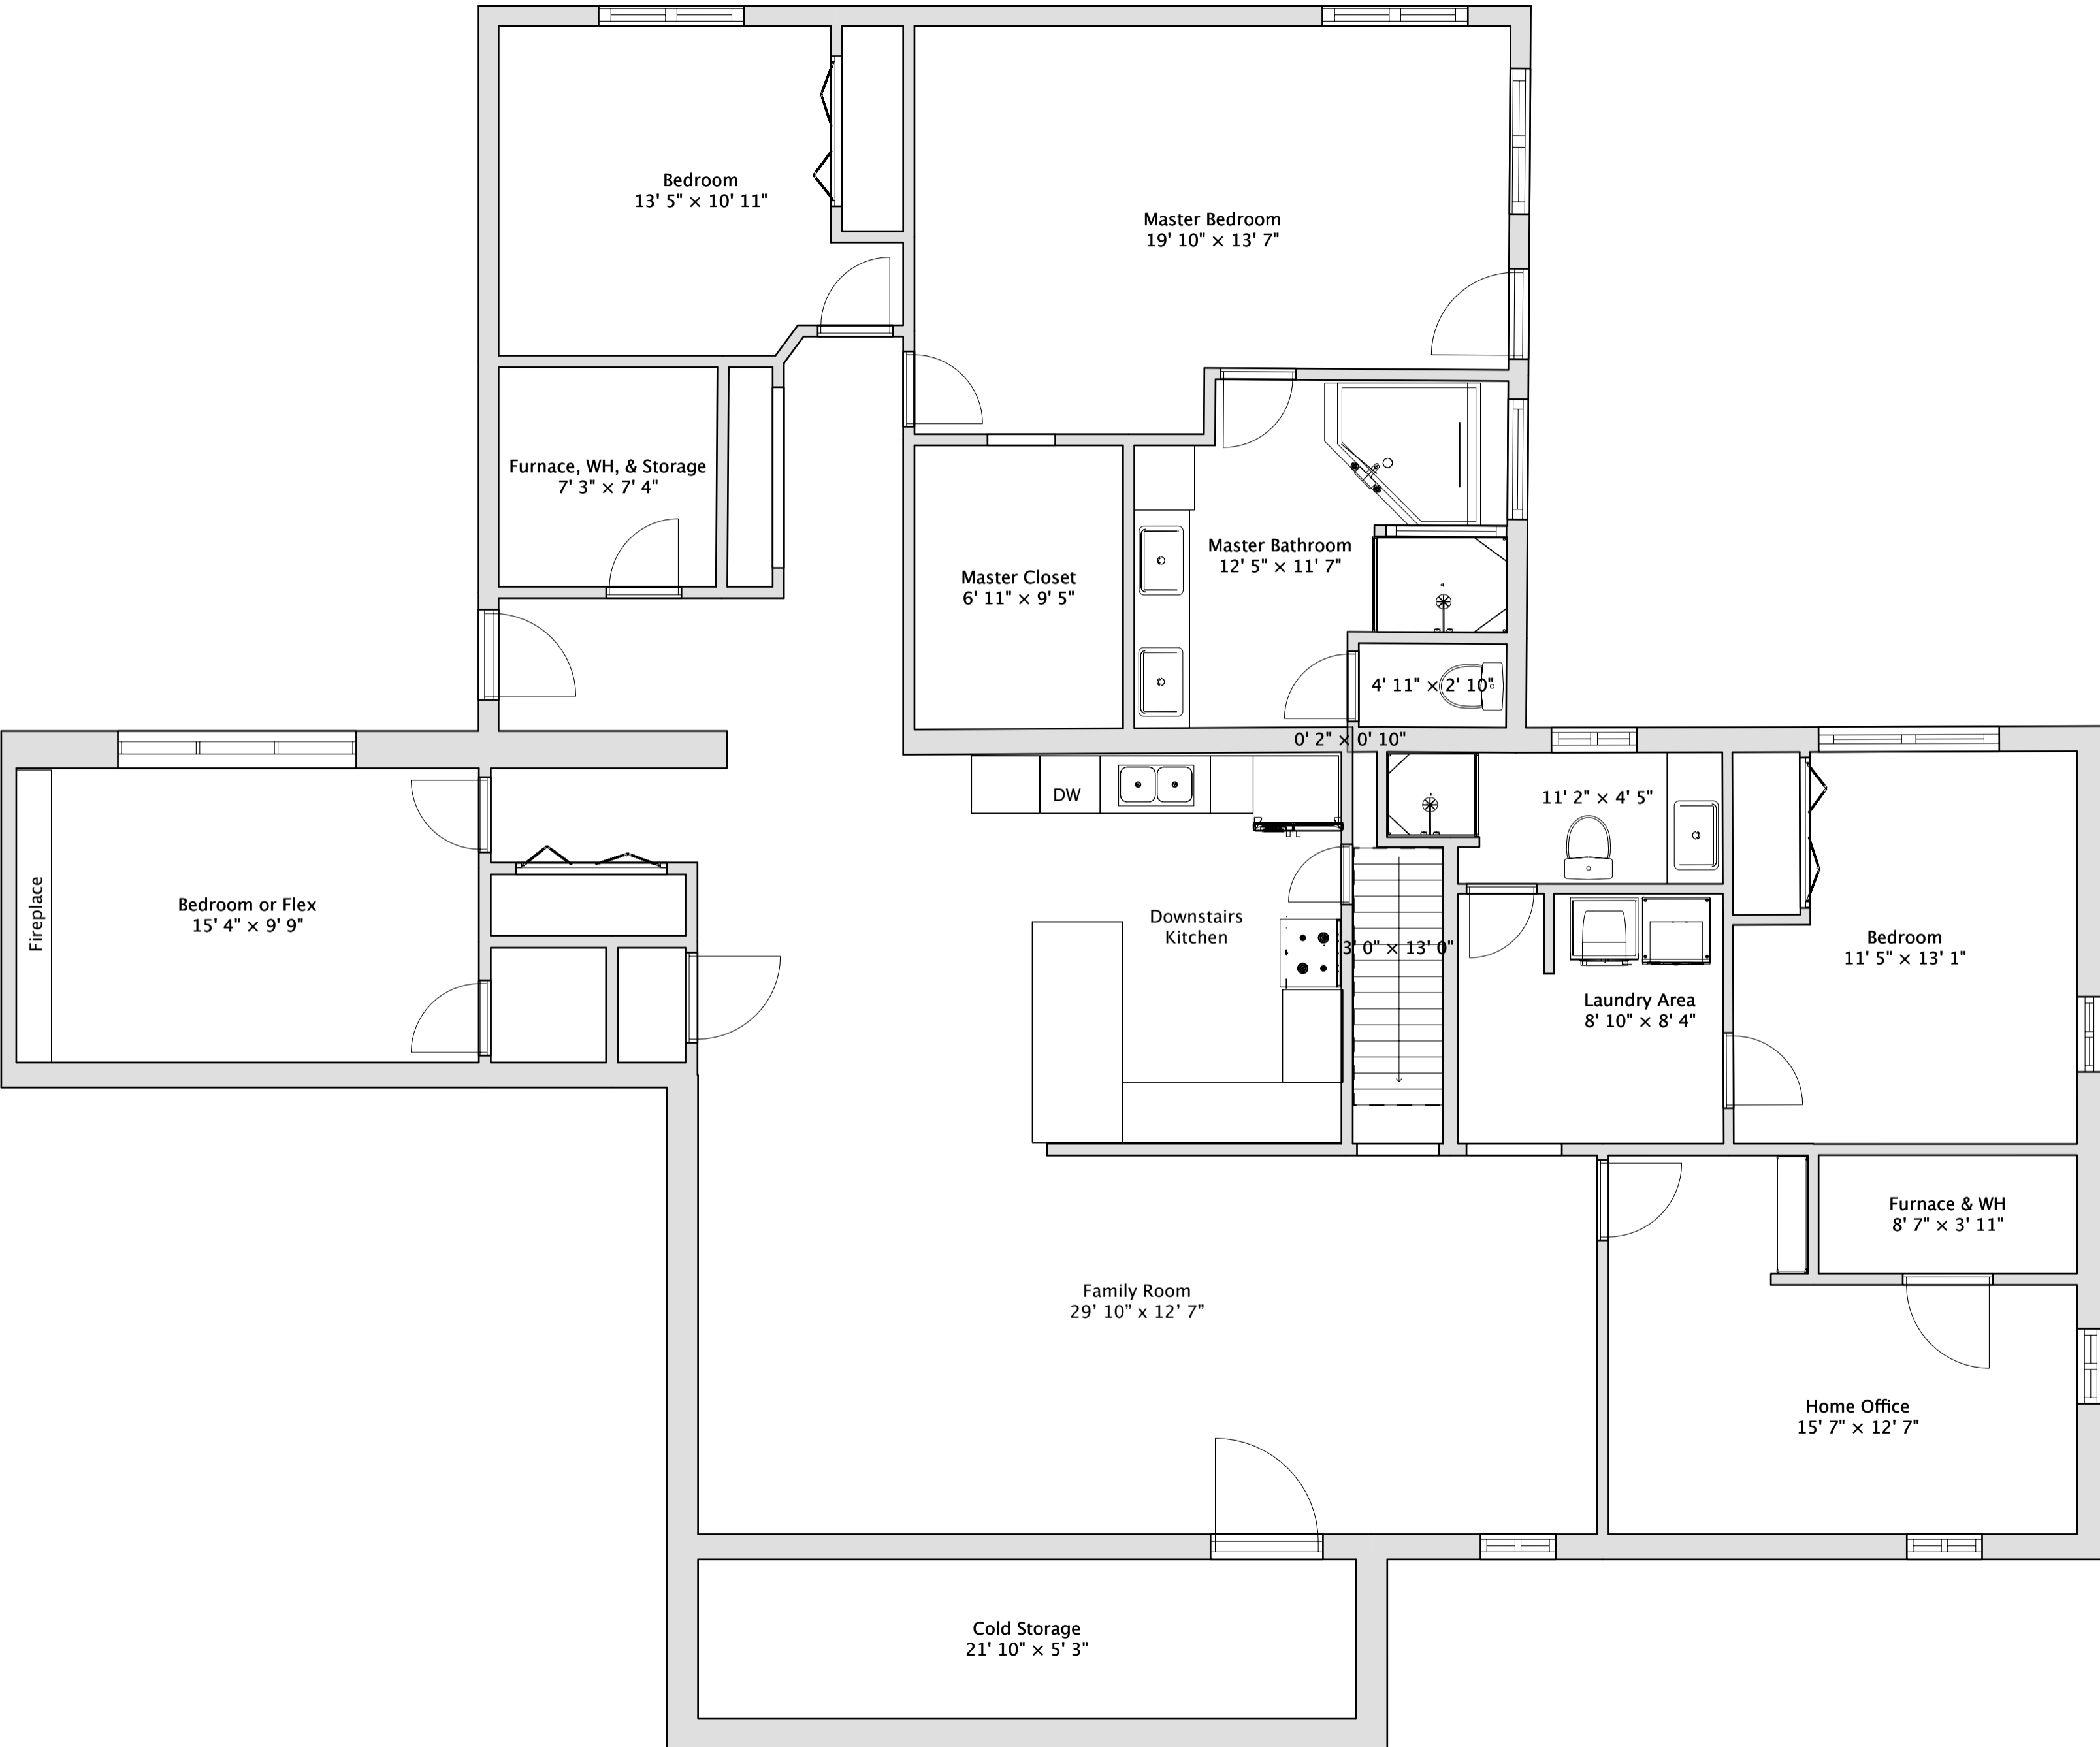 Bedroom
13' 5" × 10' 11"
Master Bedroom
19' 10" × 13' 7"
Furnace, WH, & Storage
7' 3" × 7' 4"
Master Closet
6' 11" × 9' 5"
Master Bathroom
12' 5" × 11' 7"
4' 11" × 2' 10"
0' 2" × 0' 10"
DW
11' 2" × 4' 5"
Fireplace
Bedroom or Flex
15' 4" × 9' 9"
Downstairs
Kitchen
3' 0" × 13' 0"
Bedroom
11' 5" × 13' 1"
Laundry Area
8' 10" × 8' 4"
Furnace & WH
8' 7" × 3' 11"
Family Room
29’ 10” x 12’ 7”
Home Office
15' 7" × 12' 7"
Cold Storage
21' 10" × 5' 3"